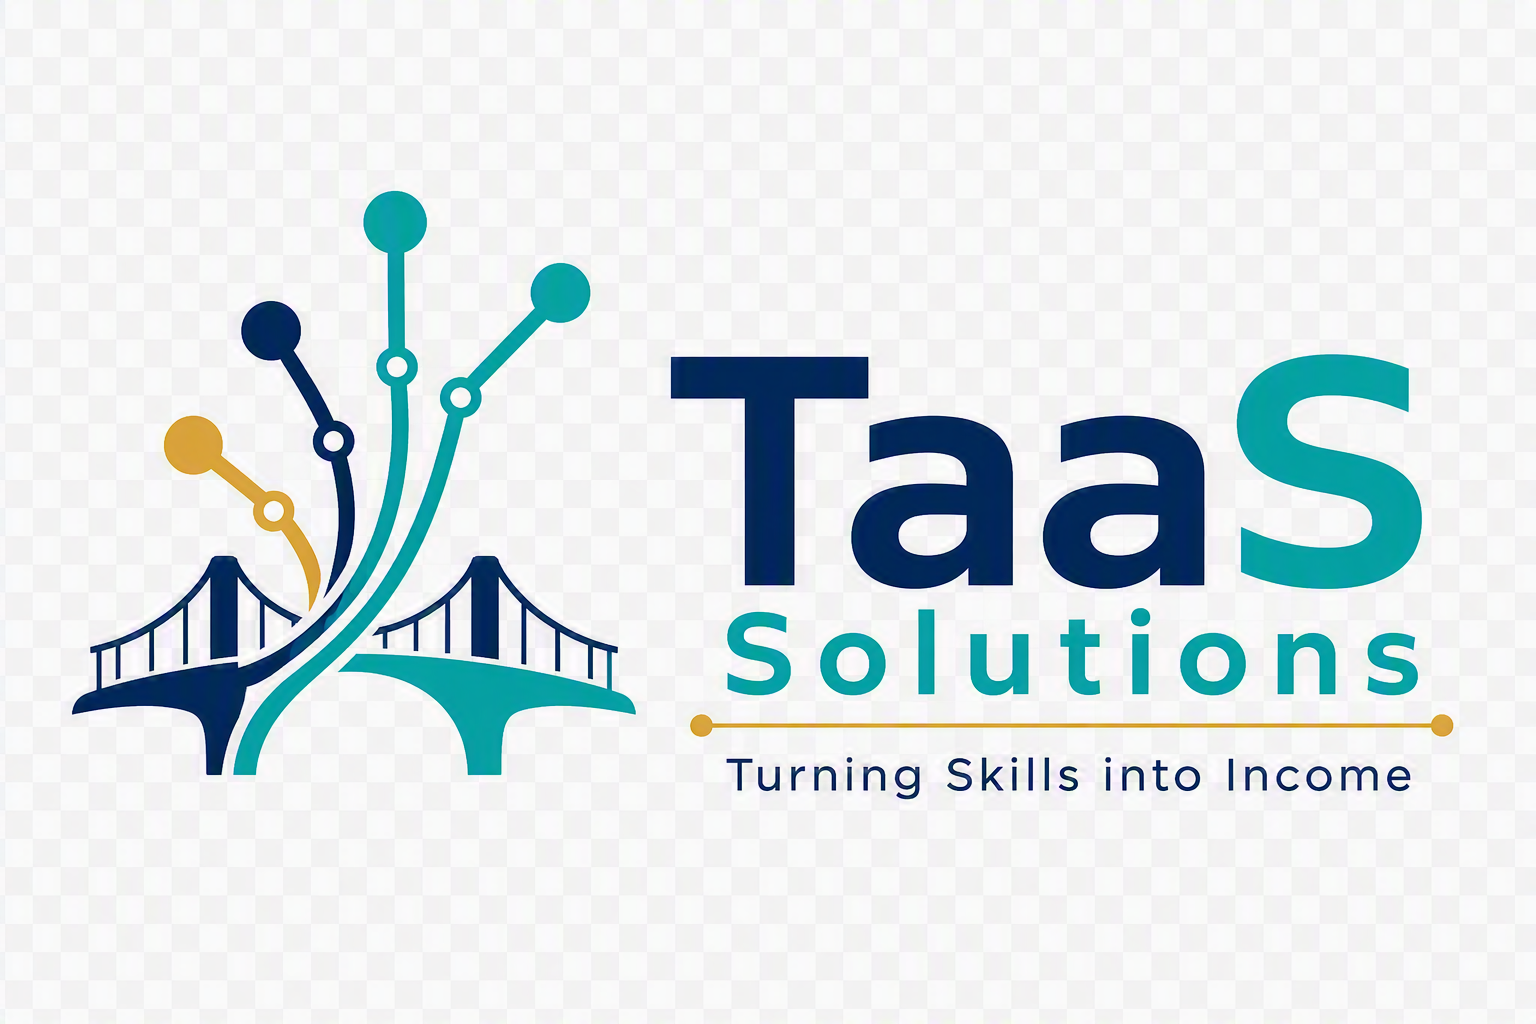 TaaS
Solutions
Turning Skills into Income